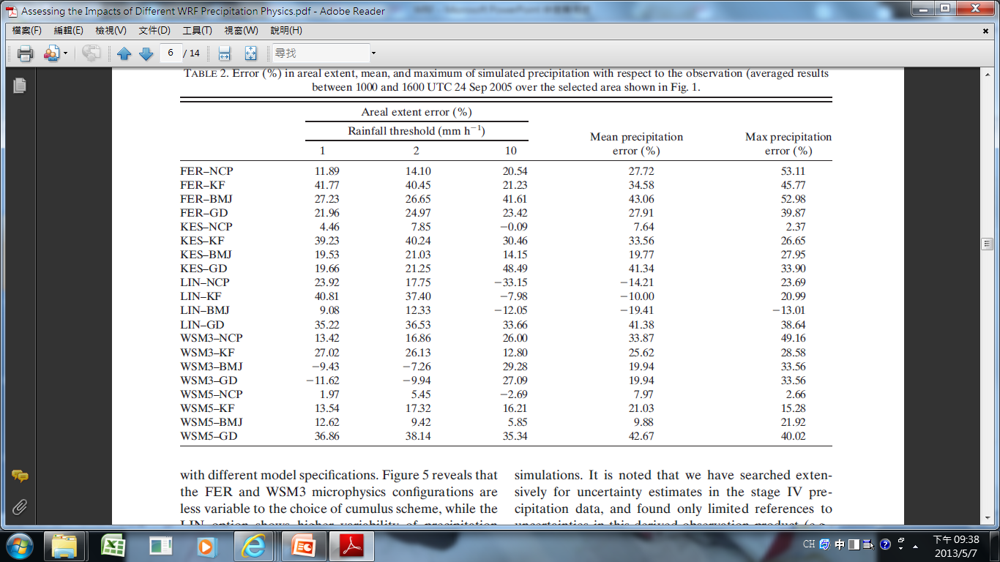 Assessing the Impacts of Different WRF Precipitation Physics.pdf - Adobe Reader
檔案(F) 編輯(E) 檢視(V) 文件(D) 工具(T) 視窗(W) 說明(H)
6 / 14 尋找
TABLE 2. Error (%) in areal extent, mean, and maximum of simulated precipitation with respect to the observation (averaged results
between 1000 and 1600 UTC 24 Sep 2005 over the selected area shown in Fig. 1.
Areal extent error (%)
Rainfall threshold (mm h−1) Mean precipitation Max precipitation
1 2 10 error (%) error (%)
FER–NCP 11.89 14.10 20.54 27.72 53.11
FER–KF 41.77 40.45 21.23 34.58 45.77
FER–BMJ 27.23 26.65 41.61 43.06 52.98
FER–GD 21.96 24.97 23.42 27.91 39.87
KES–NCP 4.46 7.85 −0.09 7.64 2.37
KES–KF 39.23 40.24 30.46 33.56 26.65
KES–BMJ 19.53 21.03 14.15 19.77 27.95
KES–GD 19.66 21.25 48.49 41.34 33.90
LIN–NCP 23.92 17.75 −33.15 −14.21 23.69
LIN–KF 40.81 37.40 −7.98 −10.00 20.99
LIN–BMJ 9.08 12.33 −12.05 −19.41 −13.01
LIN–GD 35.22 36.53 33.66 41.38 38.64
WSM3–NCP 13.42 16.86 26.00 33.87 49.16
WSM3–KF 27.02 26.13 12.80 25.62 28.58
WSM3–BMJ −9.43 −7.26 29.28 19.94 33.56
WSM3–GD −11.62 −9.94 27.09 19.94 33.56
WSM5–NCP 1.97 5.45 −2.69 7.97 2.66
WSM5–KF 13.54 17.32 16.21 21.03 15.28
WSM5–BMJ 12.62 9.42 5.85 9.88 21.92
WSM5–GD 36.86 38.14 35.34 42.67 40.02
with different model specifications. Figure 5 reveals that
the FER and WSM3 microphysics configurations are
less variable to the choice of cumulus scheme, while the
LIN option shows higher variability of precipitation
simulations. It is noted that we have searched exten-
sively for uncertainty estimates in the stage IV pre-
cipitation data, and found only limited references to
uncertainties in this derived observation product (e.g.,
CH 中 下午 09:38
2013/5/7